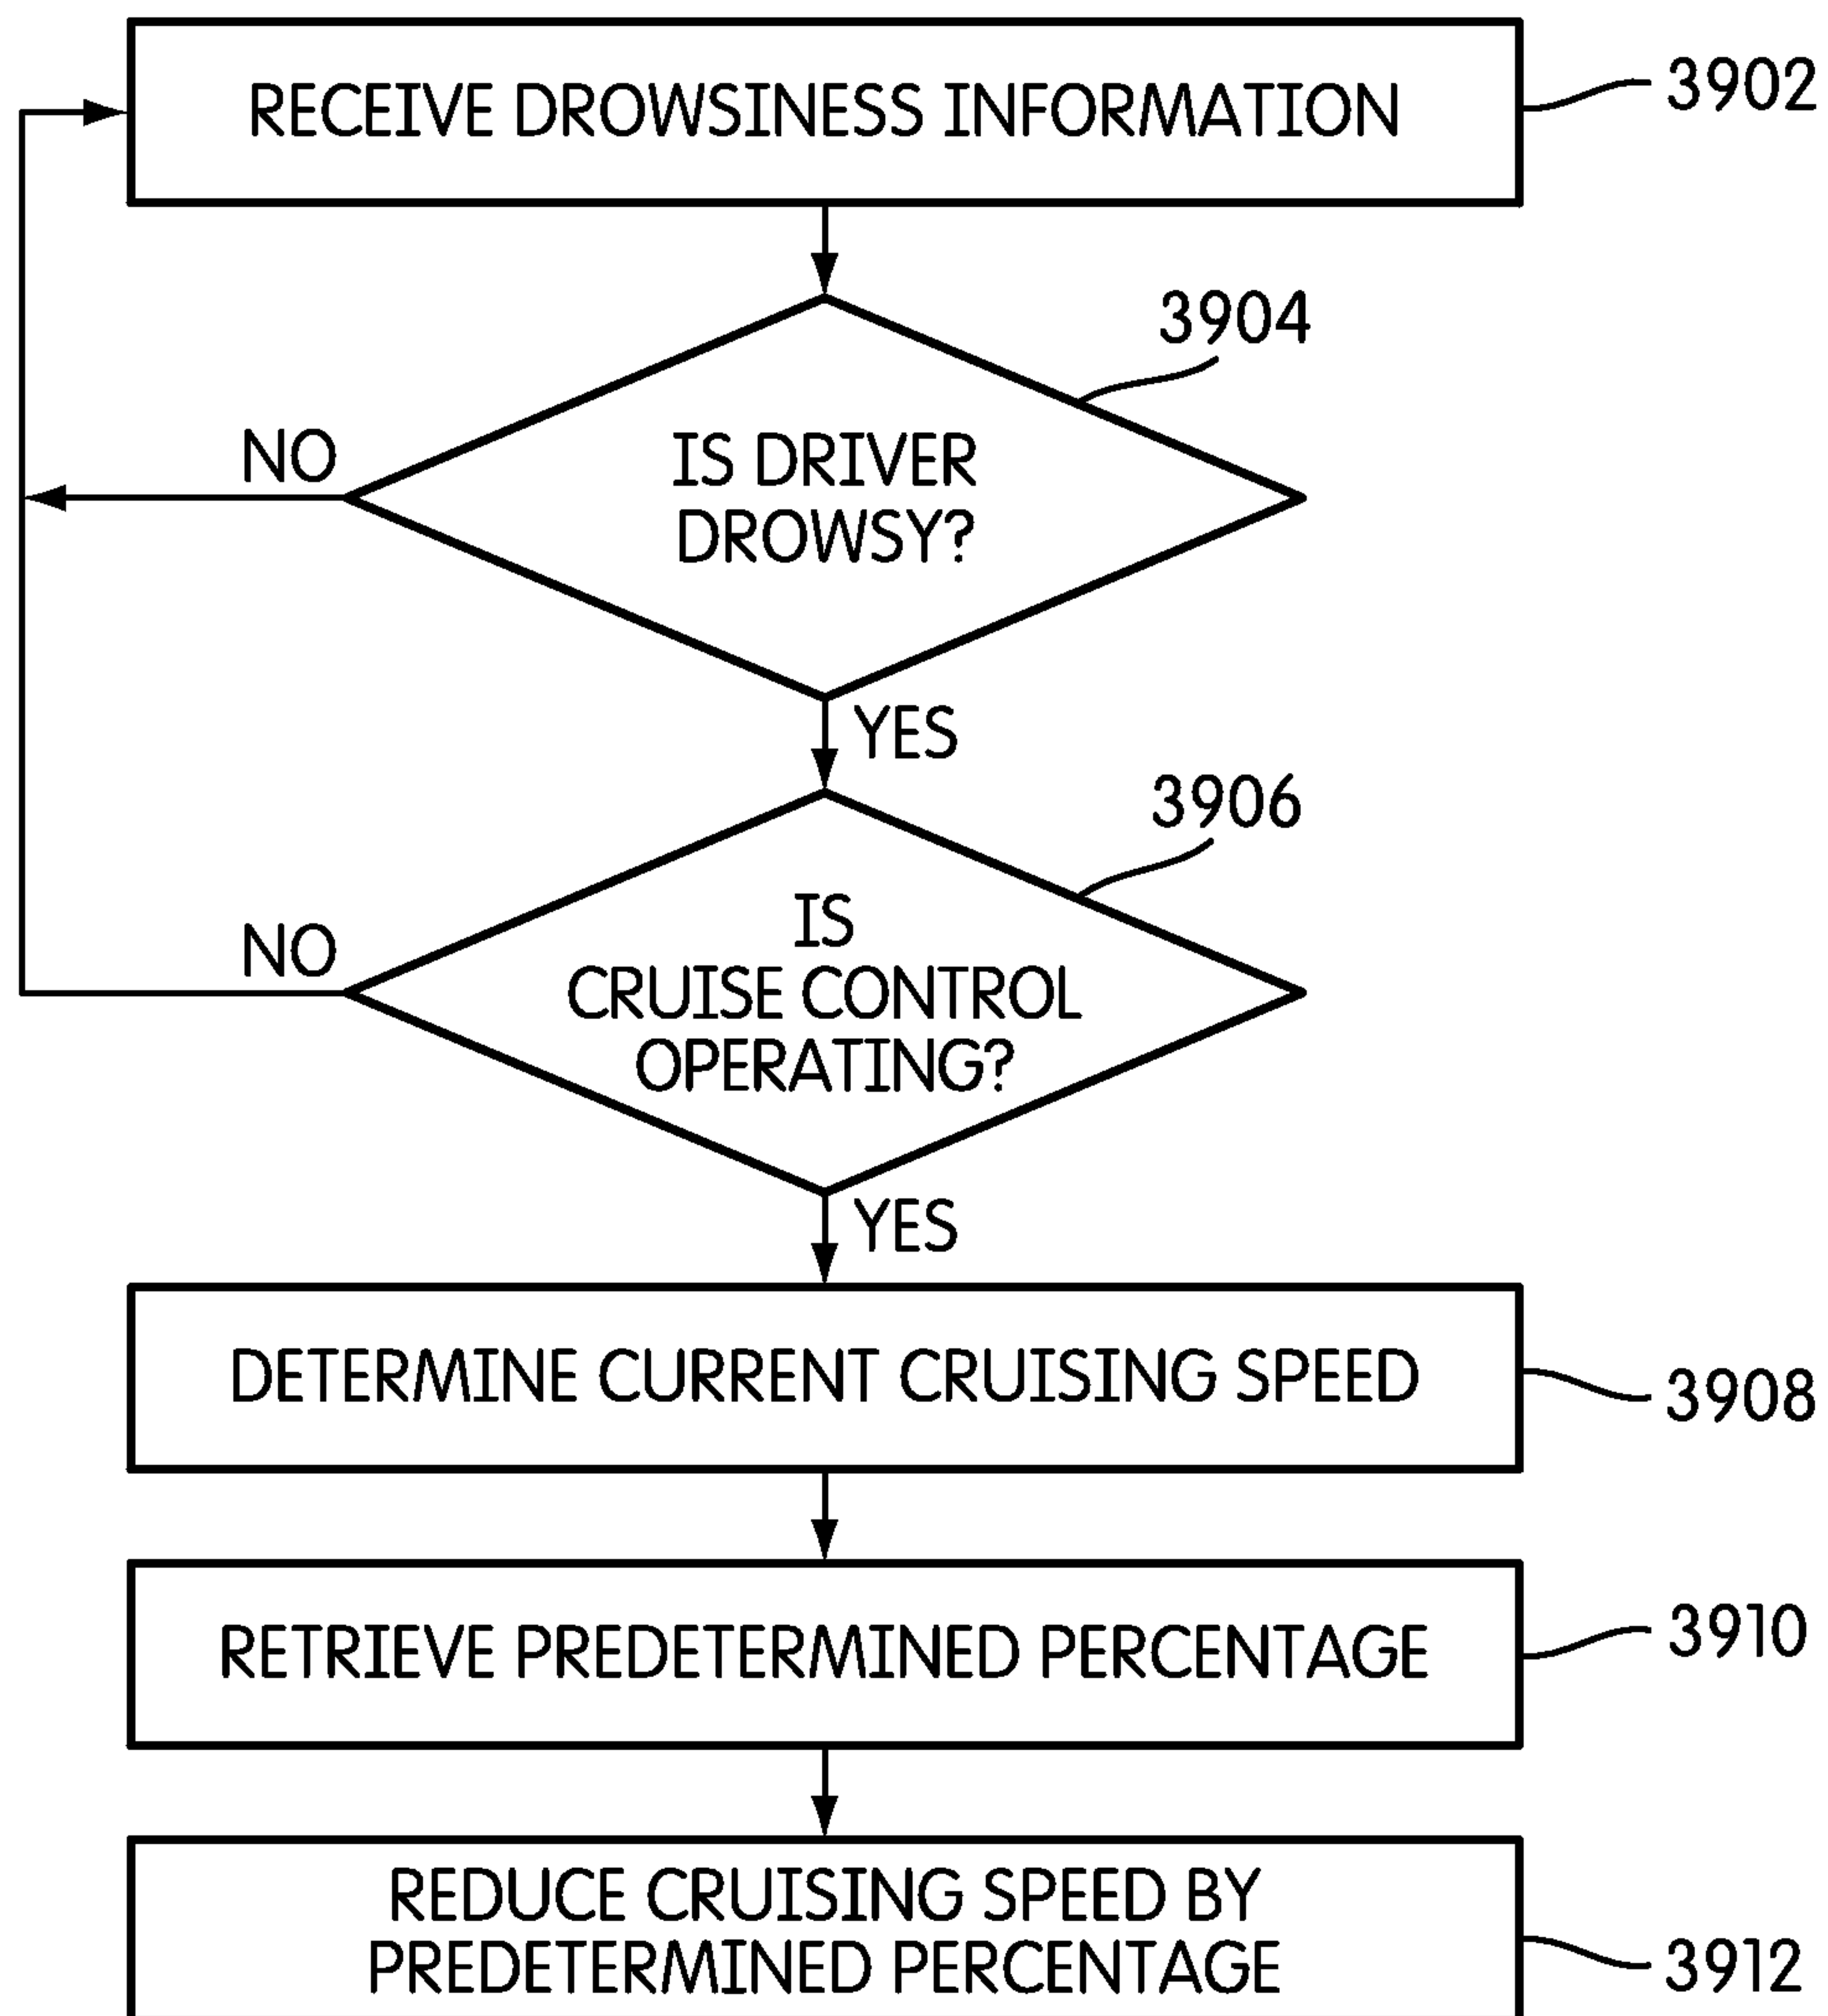 RECEIVE DROWSINESS INFORMATION
3902
3904
IS DRIVER
DROWSY?
NO
YES
3906
IS
CRUISE CONTROL
OPERATING?
NO
YES
DETERMINE CURRENT CRUISING SPEED
3908
RETRIEVE PREDETERMINED PERCENTAGE
3910
REDUCE CRUISING SPEED BY
PREDETERMINED PERCENTAGE
3912